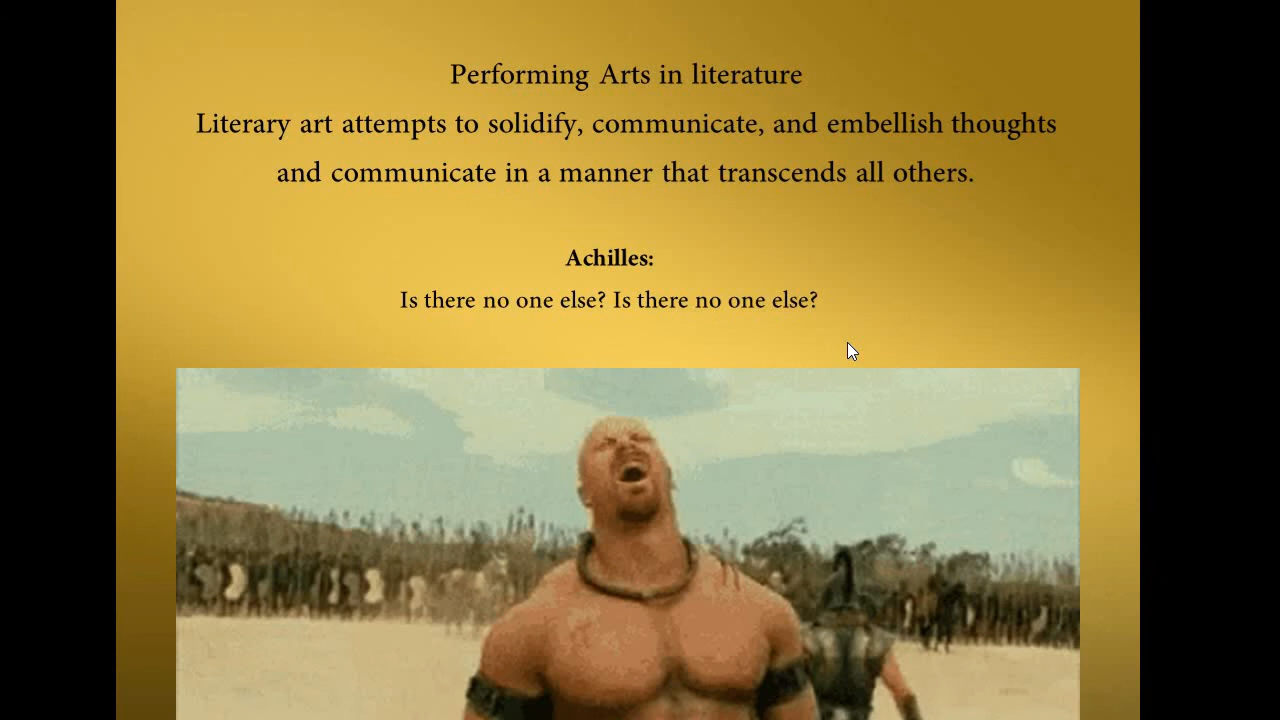 Performing Arts in literature
Literary art attempts to solidify, communicate, and embellish thoughts
and communicate in a manner that transcends all others.
Achilles:
Is there no one else? Is there no one else?